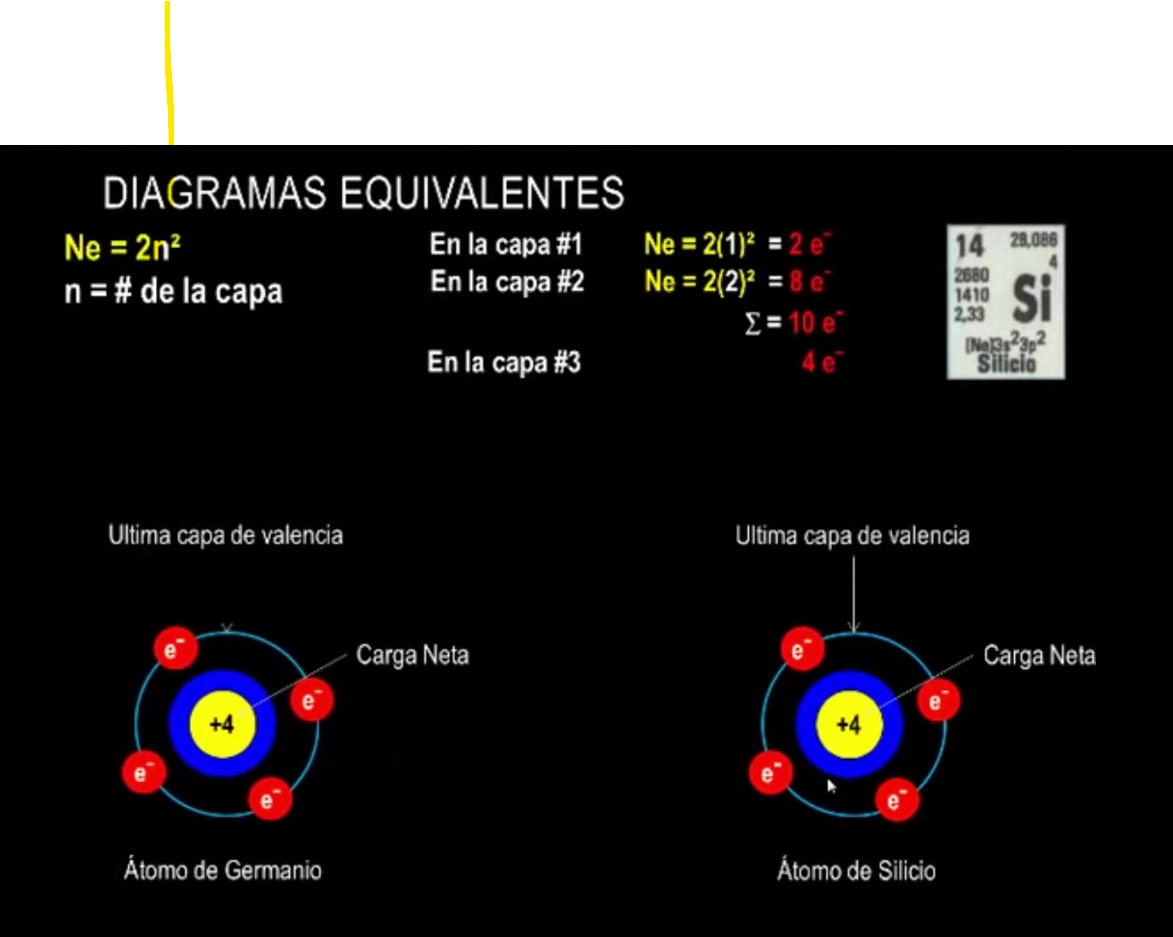 DIAGRAMAS EQUIVALENTES
Ne = 2n²
n = # de la capa
En la capa #1
Ne = 2(1)² = 2 e⁻
En la capa #2
Ne = 2(2)² = 8 e⁻
Σ = 10 e⁻
En la capa #3
4 e⁻
14
28,086
4
2680
1410
2,33
Si
[Ne]3s²3p²
Silicio
Ultima capa de valencia
Carga Neta
e⁻
e⁻
+4
e⁻
e⁻
Átomo de Germanio
Ultima capa de valencia
Carga Neta
e⁻
e⁻
+4
e⁻
e⁻
Átomo de Silicio